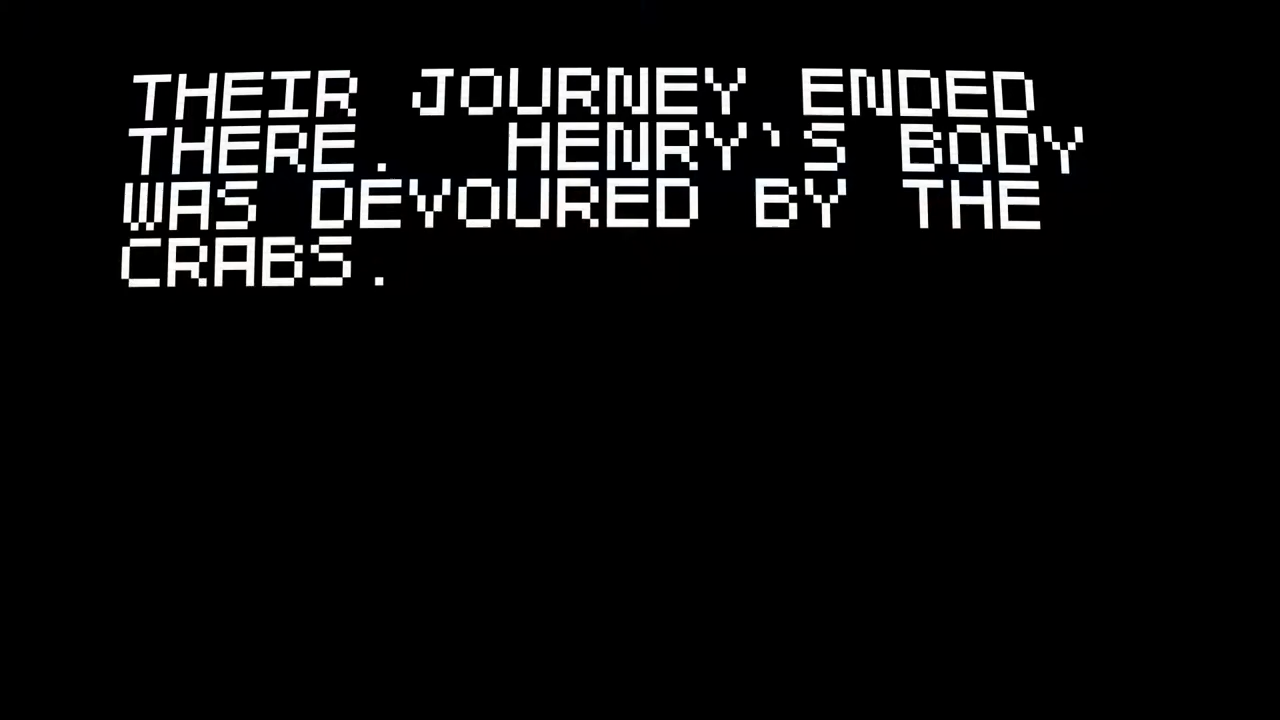 THEIR JOURNEY ENDED
THERE.  HENRY'S BODY
WAS DEVOURED BY THE
CRABS.